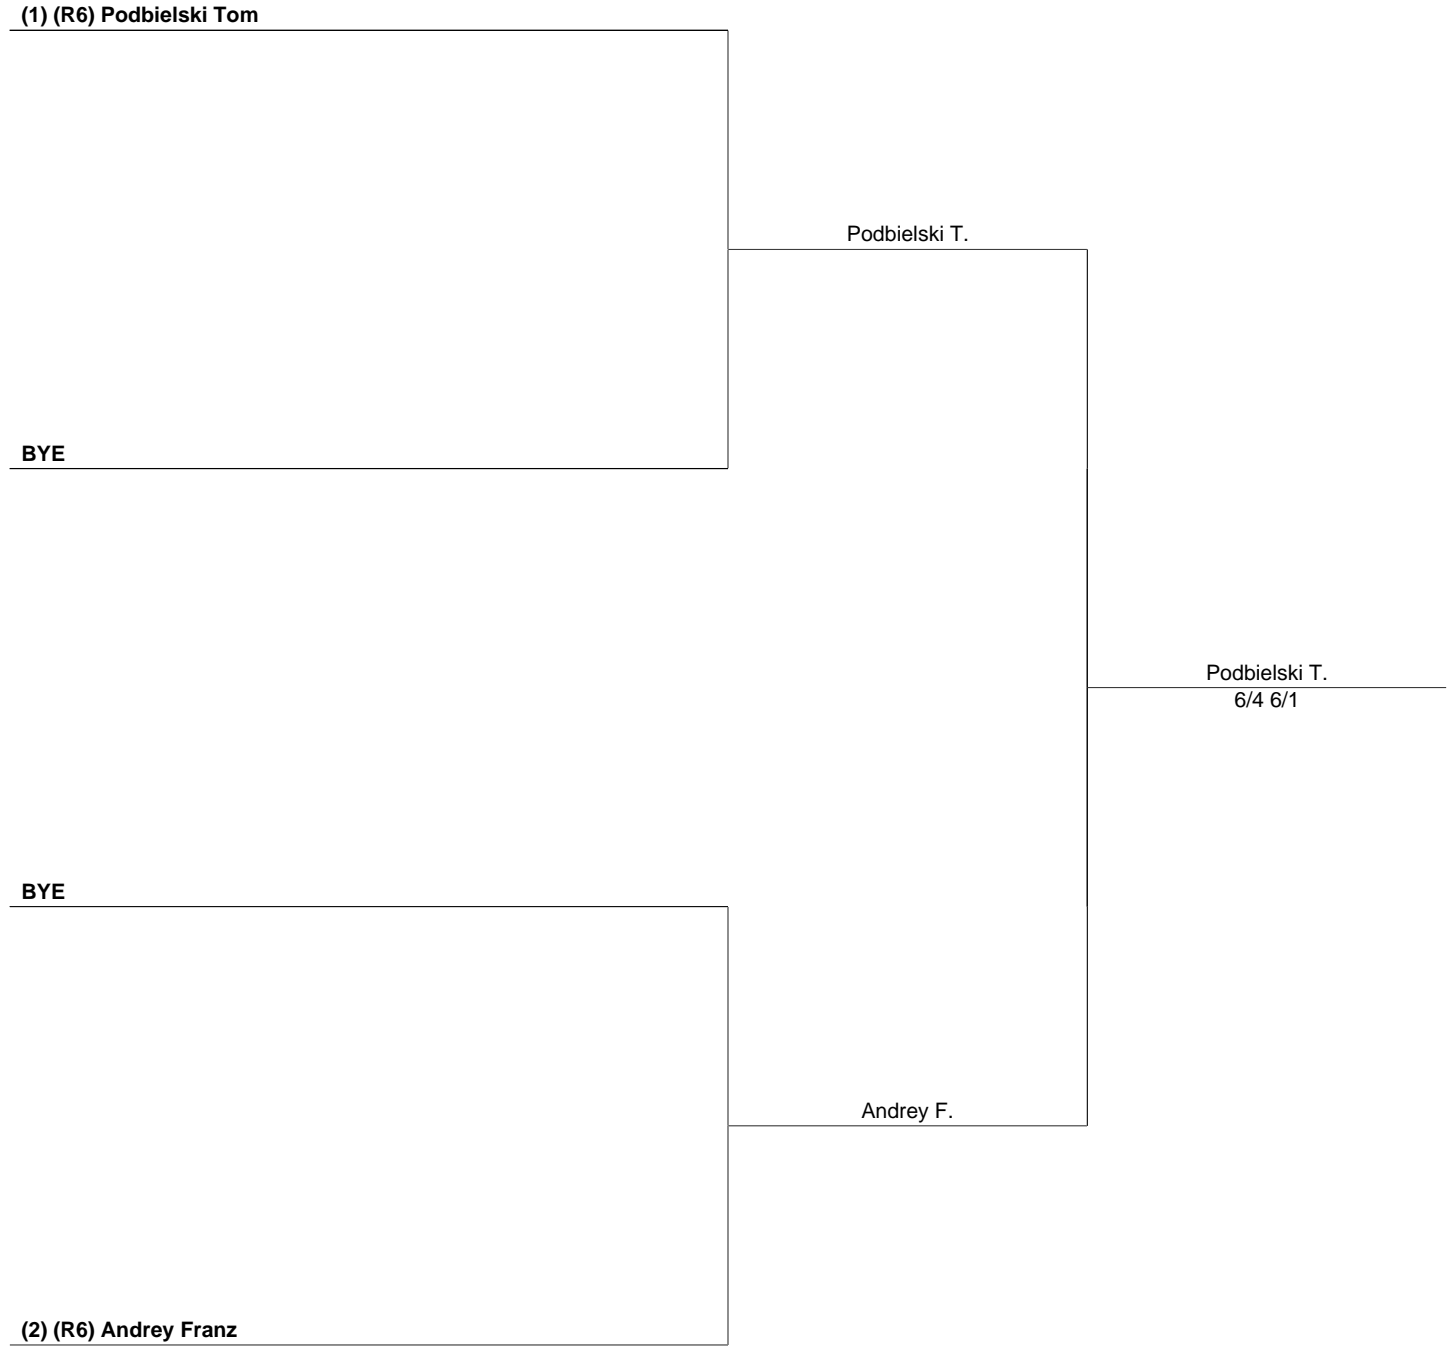 (1) (R6) Podbielski Tom
Podbielski T.
BYE
Podbielski T.
6/4 6/1
BYE
Andrey F.
(2) (R6) Andrey Franz